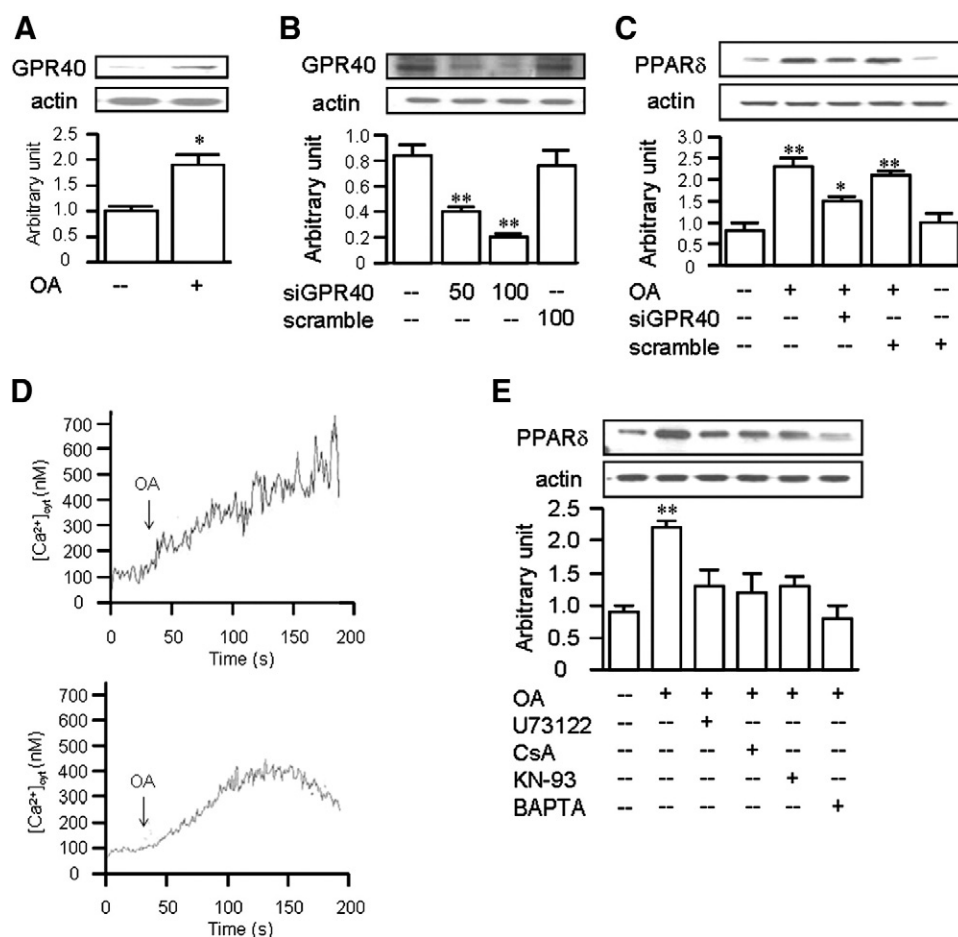 A
GPR40
actin
Arbitrary unit
2.5
2.0
1.5
1.0
0.5
0
*
OA -- +
B
GPR40
actin
Arbitrary unit
1.0
0.8
0.6
0.4
0.2
0
** **
siGPR40 -- 50 100 --
scramble -- -- -- 100
C
PPARδ
actin
Arbitrary unit
3.0
2.5
2.0
1.5
1.0
0.5
0
** * **
OA -- + + + --
siGPR40 -- -- + -- --
scramble -- -- -- + +
D
[Ca²⁺]cyt (nM)
700
600
500
400
300
200
100
0
OA
0 50 100 150 200
Time (s)
[Ca²⁺]cyt (nM)
700
600
500
400
300
200
100
0
OA
0 50 100 150 200
Time (s)
E
PPARδ
actin
Arbitrary unit
2.5
2.0
1.5
1.0
0.5
0
**
OA -- + + + + +
U73122 -- -- + -- -- --
CsA -- -- -- + -- --
KN-93 -- -- -- -- + --
BAPTA -- -- -- -- -- +